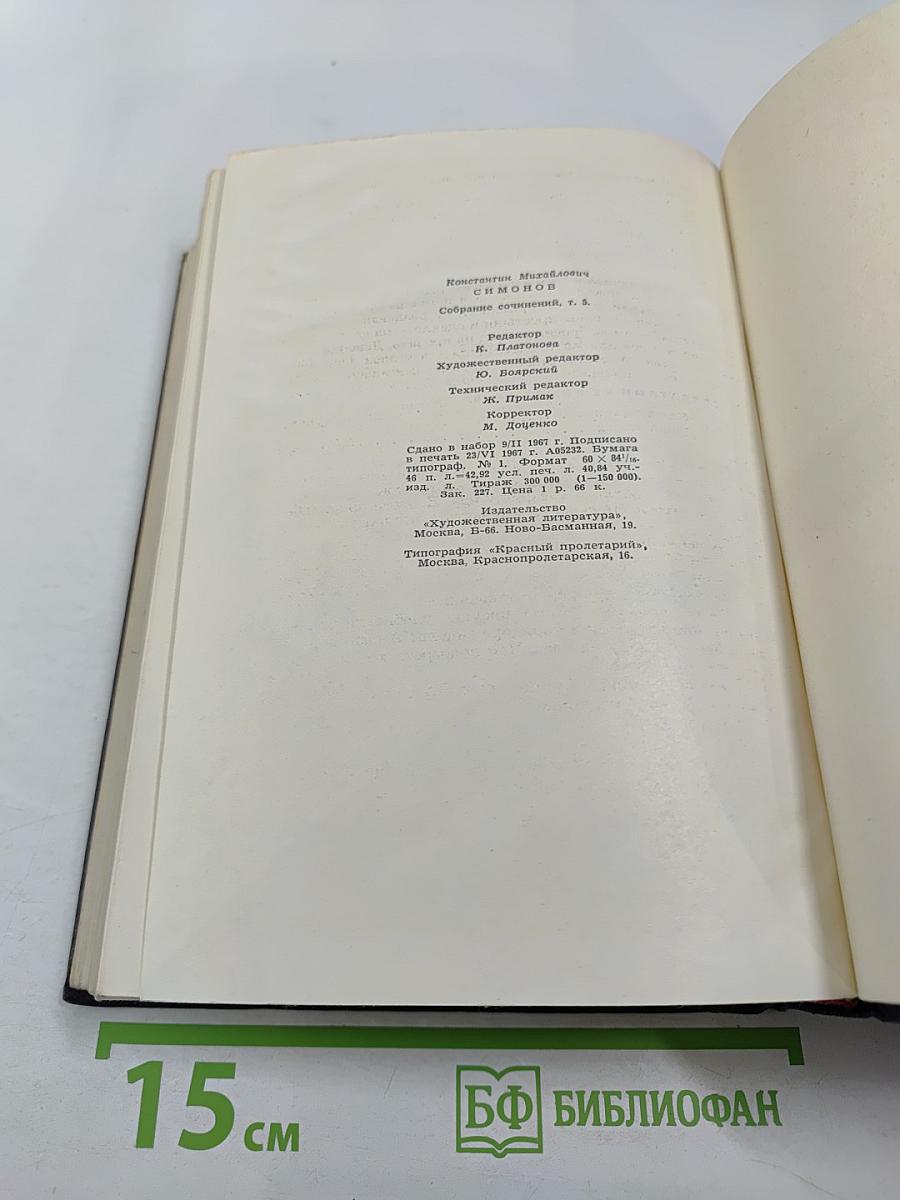 Константин Михайлович
СИМОНОВ
Собрание сочинений, т. 5.
Редактор
К. Платонова
Художественный редактор
Ю. Боярский
Технический редактор
Ж. Примак
Корректор
М. Доценко
Сдано в набор 9/II 1967 г. Подписано
в печать 23/VI 1967 г. А05232. Бумага
типограф. № 1. Формат 60 × 84¹/₁₆.
46 п. л.=42,92 усл. печ. л. 40,84 уч.-
изд. л. Тираж 300 000 (1—150 000).
Зак. 227. Цена 1 р. 66 к.
Издательство
«Художественная литература»,
Москва, Б-66. Ново-Басманная, 19.
Типография «Красный пролетарий»,
Москва, Краснопролетарская, 16.
15 см
БФ БИБЛИОФАН